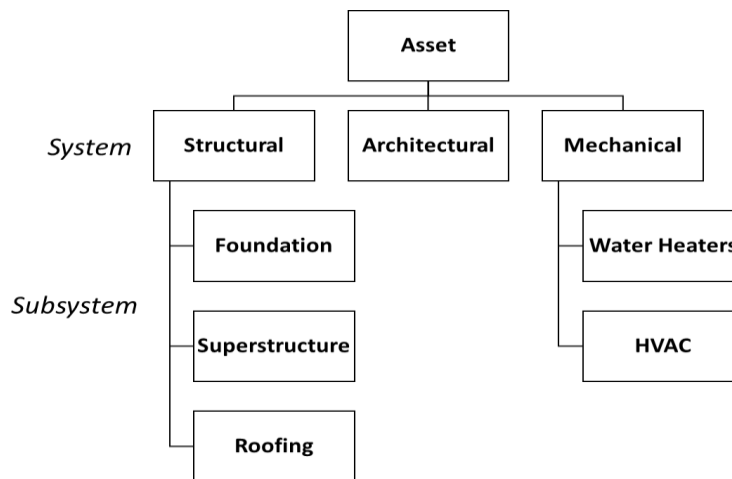 Asset
System
Structural
Architectural
Mechanical
Foundation
Water Heaters
Subsystem
Superstructure
HVAC
Roofing